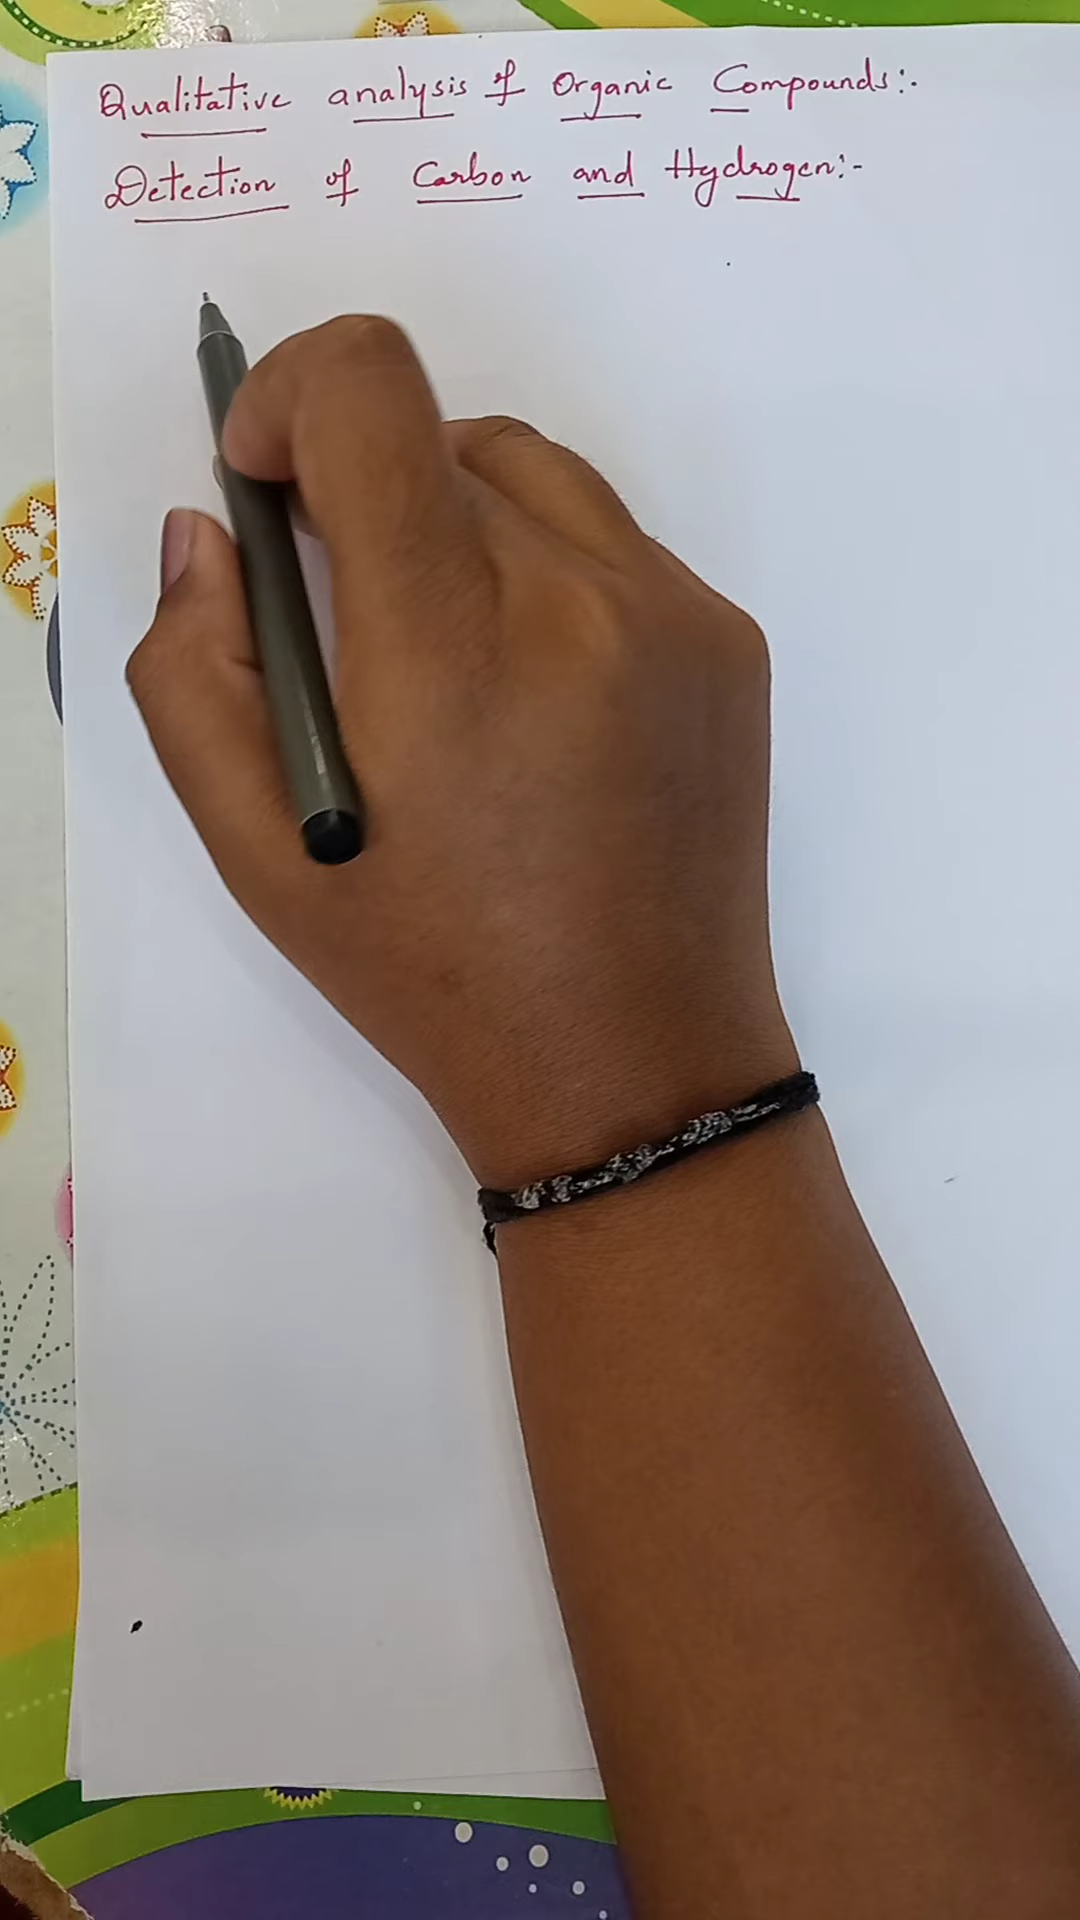 Qualitative analysis of Organic Compounds:-
Detection of Carbon and Hydrogen:-